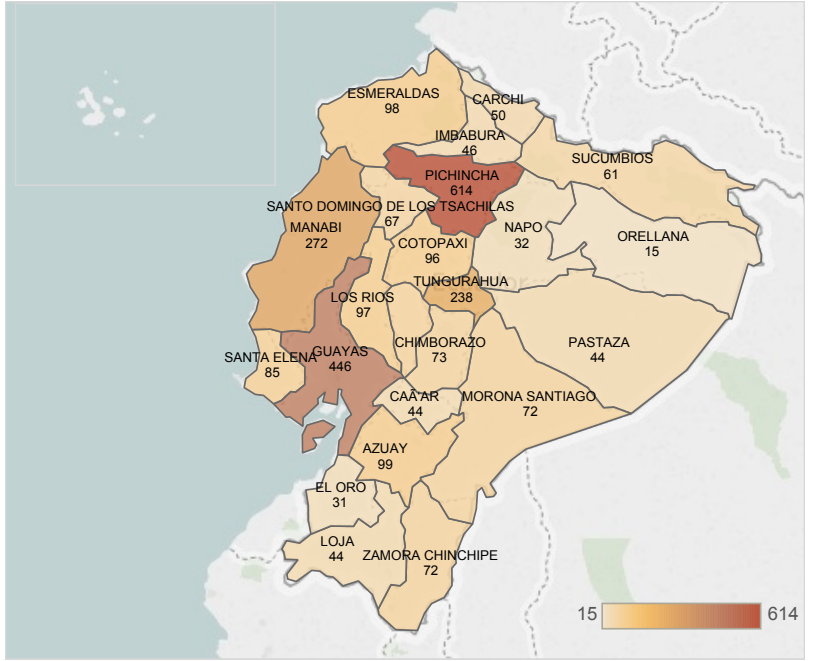 ESMERALDAS
98
CARCHI
50
IMBABURA
46
SUCUMBIOS
61
PICHINCHA
614
SANTO DOMINGO DE LOS TSACHILAS
67
MANABI
272
NAPO
32
ORELLANA
15
COTOPAXI
96
TUNGURAHUA
238
LOS RIOS
97
CHIMBORAZO
73
PASTAZA
44
SANTA ELENA
85
GUAYAS
446
CAÃ'AR
44
MORONA SANTIAGO
72
AZUAY
99
EL ORO
31
LOJA
44
ZAMORA CHINCHIPE
72
15
614